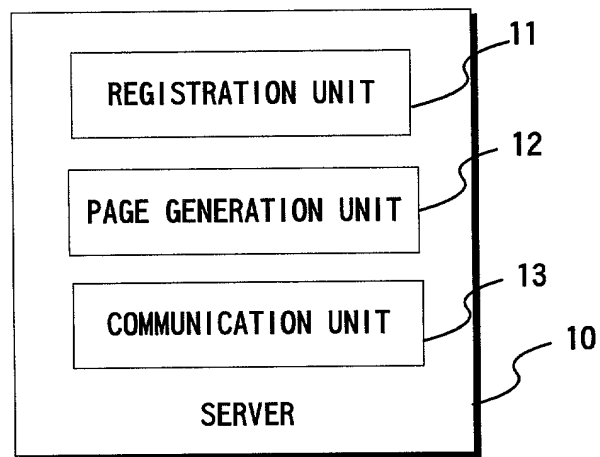 11
REGISTRATION UNIT
12
PAGE GENERATION UNIT
13
COMMUNICATION UNIT
10
SERVER